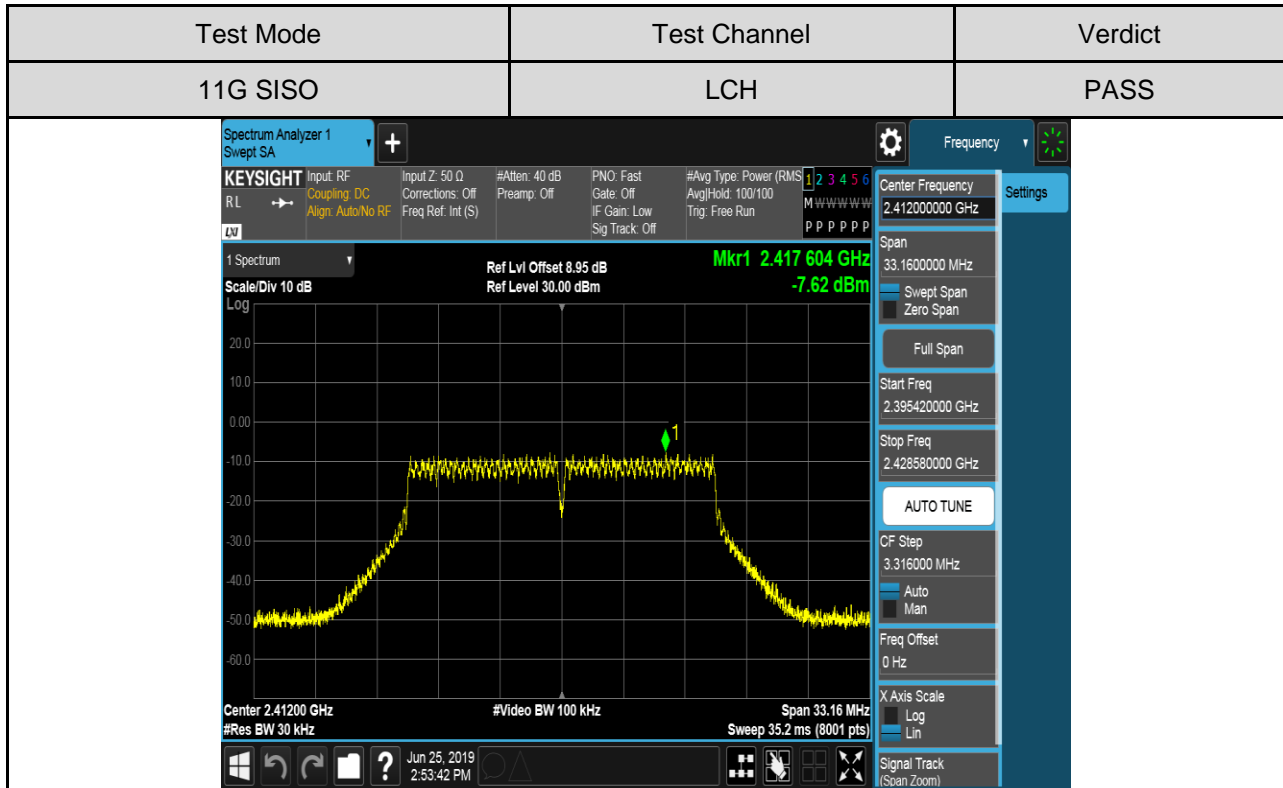 Test Mode Test Channel Verdict
11G SISO LCH PASS
Spectrum Analyzer 1
Swept SA
+
Frequency
KEYSIGHT
RL
LXI
Input: RF
Coupling: DC
Align: Auto/No RF
Input Z: 50 Ω
Corrections: Off
Freq Ref: Int (S)
#Atten: 40 dB
Preamp: Off
PNO: Fast
Gate: Off
IF Gain: Low
Sig Track: Off
#Avg Type: Power (RMS
Avg|Hold: 100/100
Trig: Free Run
1 2 3 4 5 6
M W W W W W
P P P P P P
Settings
Center Frequency
2.412000000 GHz
Span
33.1600000 MHz
Swept Span
Zero Span
Full Span
Start Freq
2.395420000 GHz
Stop Freq
2.428580000 GHz
AUTO TUNE
CF Step
3.316000 MHz
Auto
Man
Freq Offset
0 Hz
X Axis Scale
Log
Lin
Signal Track
(Span Zoom)
1 Spectrum
Scale/Div 10 dB
Log
Ref Lvl Offset 8.95 dB
Ref Level 30.00 dBm
Mkr1 2.417 604 GHz
-7.62 dBm
20.0
10.0
0.00
-10.0
-20.0
-30.0
-40.0
-50.0
-60.0
1
Center 2.41200 GHz
#Res BW 30 kHz
#Video BW 100 kHz
Span 33.16 MHz
Sweep 35.2 ms (8001 pts)
?
Jun 25, 2019
2:53:42 PM